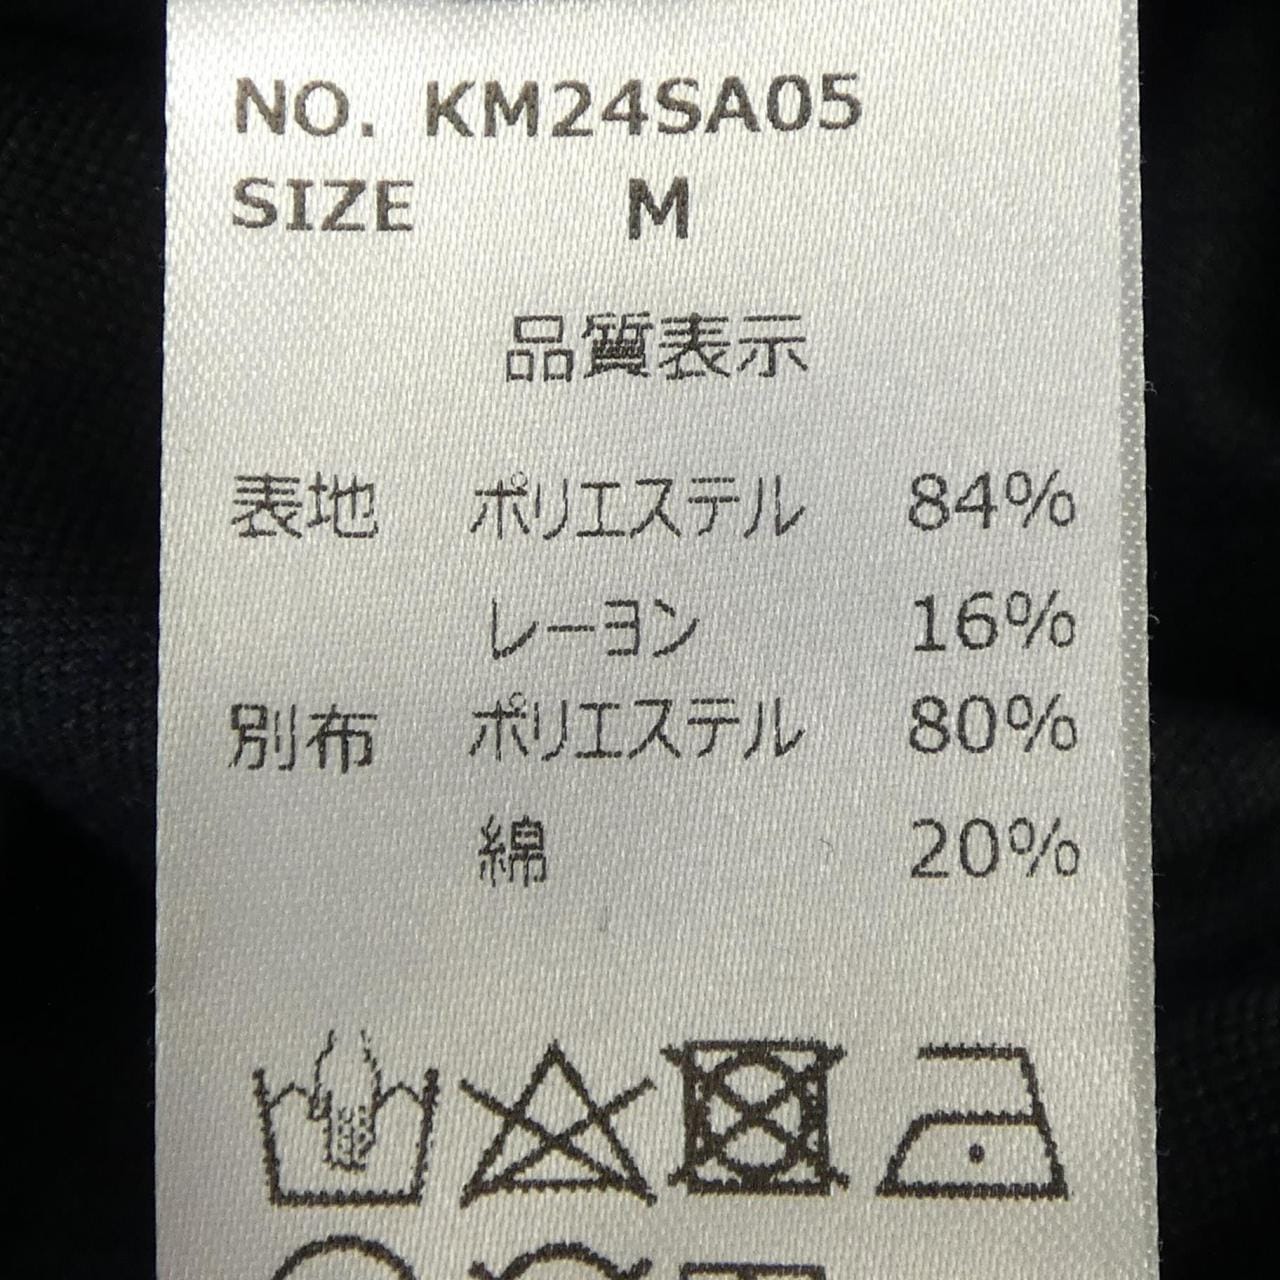 NO. KM24SA05
SIZE M
品質表示
表地 ポリエステル 84%
レーヨン 16%
別布 ポリエステル 80%
綿 20%